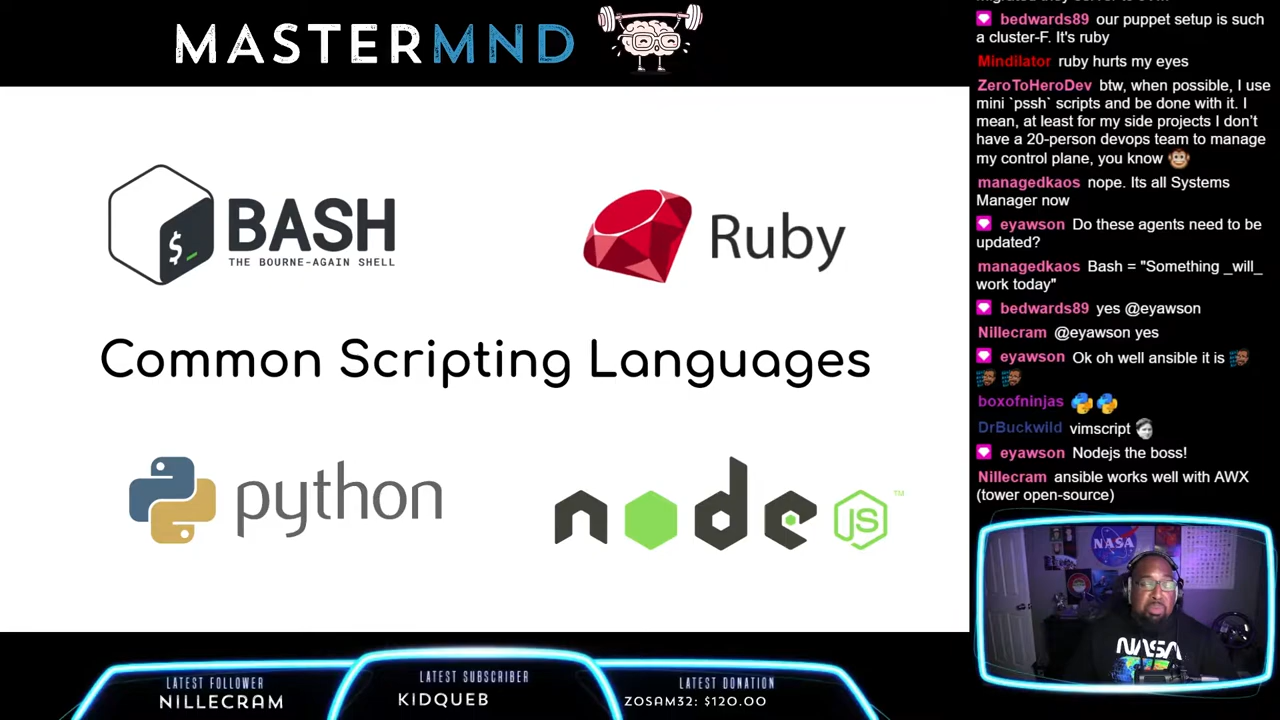 MASTERMND
$_
BASH
THE BOURNE-AGAIN SHELL
Ruby
Common Scripting Languages
python
node
JS
™
bedwards89 our puppet setup is such
a cluster-F. It's ruby
Mindilator ruby hurts my eyes
ZeroToHeroDev btw, when possible, I use
mini `pssh` scripts and be done with it. I
mean, at least for my side projects I don't
have a 20-person devops team to manage
my control plane, you know
managedkaos nope. Its all Systems
Manager now
eyawson Do these agents need to be
updated?
managedkaos Bash = "Something _will_
work today"
bedwards89 yes @eyawson
Nillecram @eyawson yes
eyawson Ok oh well ansible it is
boxofninjas
DrBuckwild vimscript
eyawson Nodejs the boss!
Nillecram ansible works well with AWX
(tower open-source)
NASA
NASA
LATEST FOLLOWER
NILLECRAM
LATEST SUBSCRIBER
KIDQUEB
LATEST DONATION
ZOSAM32: $120.00